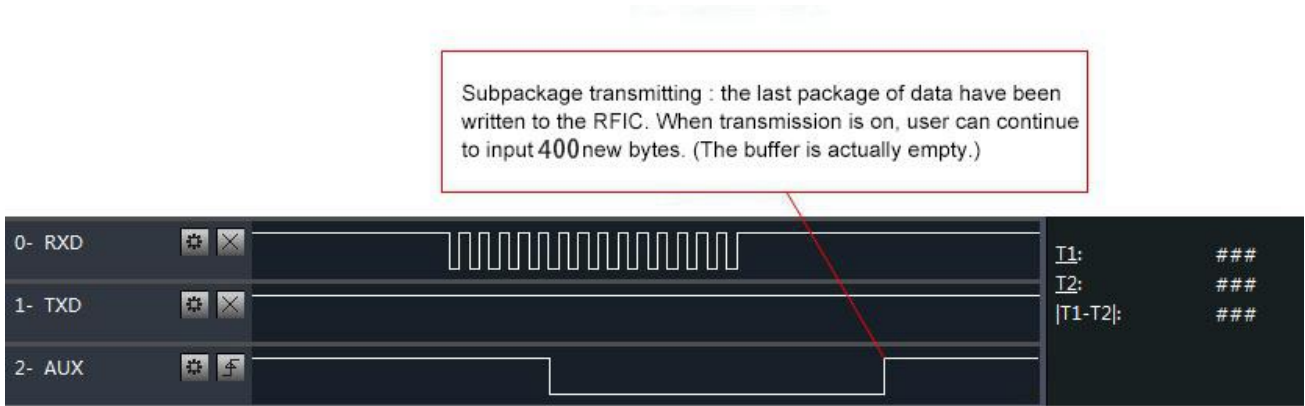 Subpackage transmitting : the last package of data have been
written to the RFIC. When transmission is on, user can continue
to input 400 new bytes. (The buffer is actually empty.)
0- RXD
T1: ###
1- TXD
T2: ###
|T1-T2|: ###
2- AUX